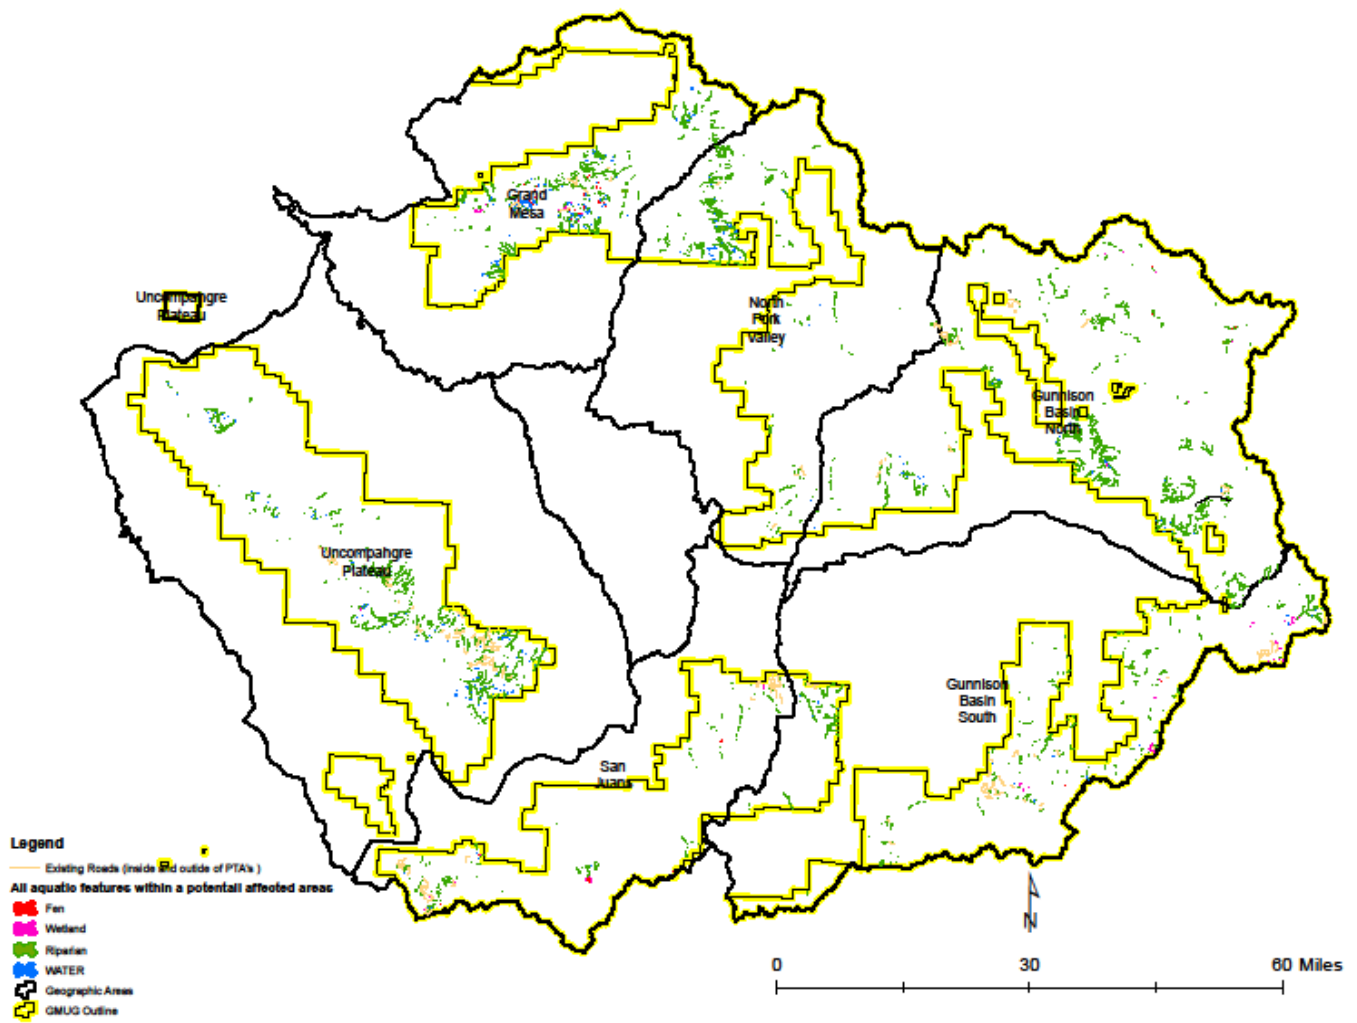 Grand
Mesa
Uncompahgre
Plateau
North
Fork
Valley
Gunnison
Basin
North
Uncompahgre
Plateau
Gunnison
Basin
South
San
Juans
Legend
Existing Roads (inside and outide of PTA's )
All aquatic features within a potentail affected areas
Fen
Wetland
Riparian
WATER
Geographic Areas
GMUG Outline
N
0 30 60 Miles